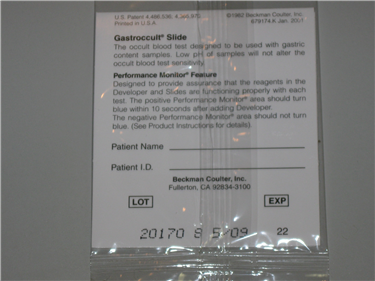 U.S. Patent 4,486,536.
Printed in U.S.A.
©1992 Beckman Coulter, Inc.
Jan. 2001
Gastroccult® Slide
The occult blood test designed to be used with gastric
content samples. Low pH of samples will not alter the
occult blood test sensitivity.
Performance Monitor® Feature
Designed to provide assurance that the reagents in the
Developer and Slides are functioning properly with each
test. The positive Performance Monitor® area should turn
blue within 10 seconds after adding Developer.
The negative Performance Monitor® area should not turn
blue. (See Product Instructions for details).
Patient Name
Patient I.D.
Beckman Coulter, Inc.
Fullerton, CA 92834-3100
LOT EXP
20170 8 5/09 22